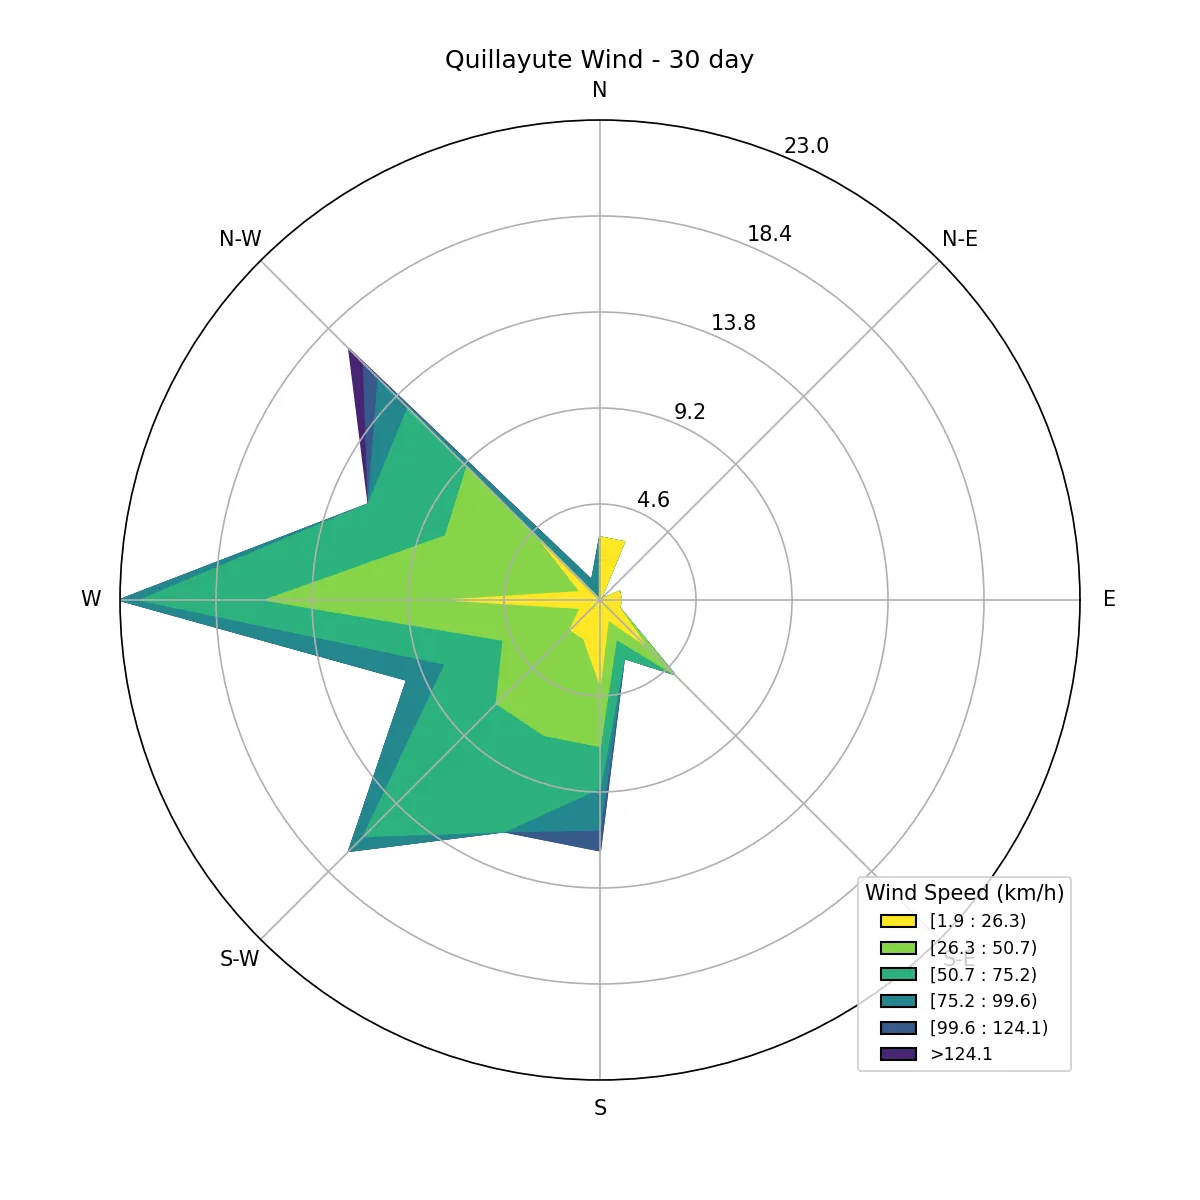 Quillayute Wind - 30 day
N
23.0
N-W
18.4
N-E
13.8
9.2
4.6
W
E
S-W
S-E
S
Wind Speed (km/h)
[1.9 : 26.3)
[26.3 : 50.7)
[50.7 : 75.2)
[75.2 : 99.6)
[99.6 : 124.1)
>124.1